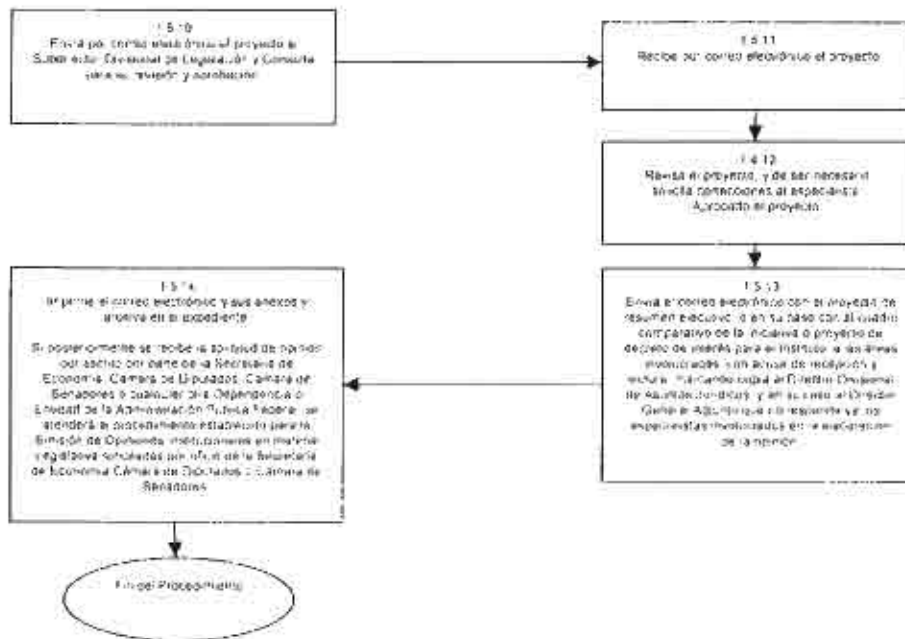 1.5.10
Envía por correo electrónico el proyecto al
Subdirector Divisional de Legislación y Consulta
para su revisión y aprobación
1.5.11
Recibe por correo electrónico el proyecto
Revisa el proyecto, y de ser necesario
solicita correcciones al especialista
Aprobado el proyecto
1.5.13
Envía el correo electrónico con el proyecto de
resumen ejecutivo o en su caso con el cuadro
comparativo de la iniciativa o proyecto de
decreto de interés para el Instituto a las áreas
involucradas con acuse de recepción y
lectura, marcando copia al Director Divisional
de Asuntos Jurídicos y en su caso al Director
General Adjunto que corresponda y a los
especialistas involucrados en la elaboración
de la opinión
1.5.14
Imprime el correo electrónico y sus anexos y
archiva en el expediente
Si posteriormente se recibe la solicitud de opinión
por escrito por parte de la Secretaría de
Economía, Cámara de Diputados, Cámara de
Senadores o cualquier otra Dependencia o
Entidad de la Administración Pública Federal, se
atenderá el procedimiento establecido para la
Emisión de Opiniones Institucionales en materia
Legislativa solicitadas por oficio de la Secretaría
de Economía Cámara de Diputados o Cámara de
Senadores
Fin del Procedimiento